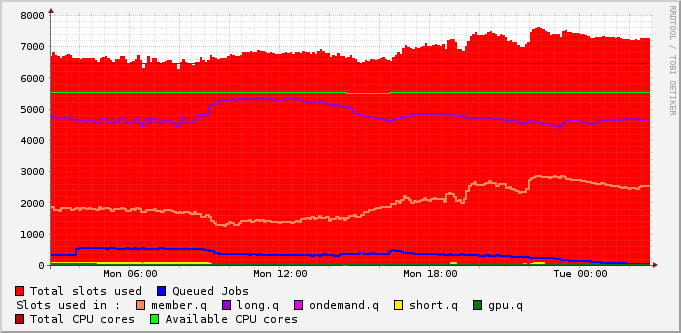 RRDTOOL / TOBI OETIKER
8000
7000
6000
5000
4000
3000
2000
1000
0
Mon 06:00 Mon 12:00 Mon 18:00 Tue 00:00
Total slots used Queued Jobs
Slots used in : member.q long.q ondemand.q short.q gpu.q
Total CPU cores Available CPU cores